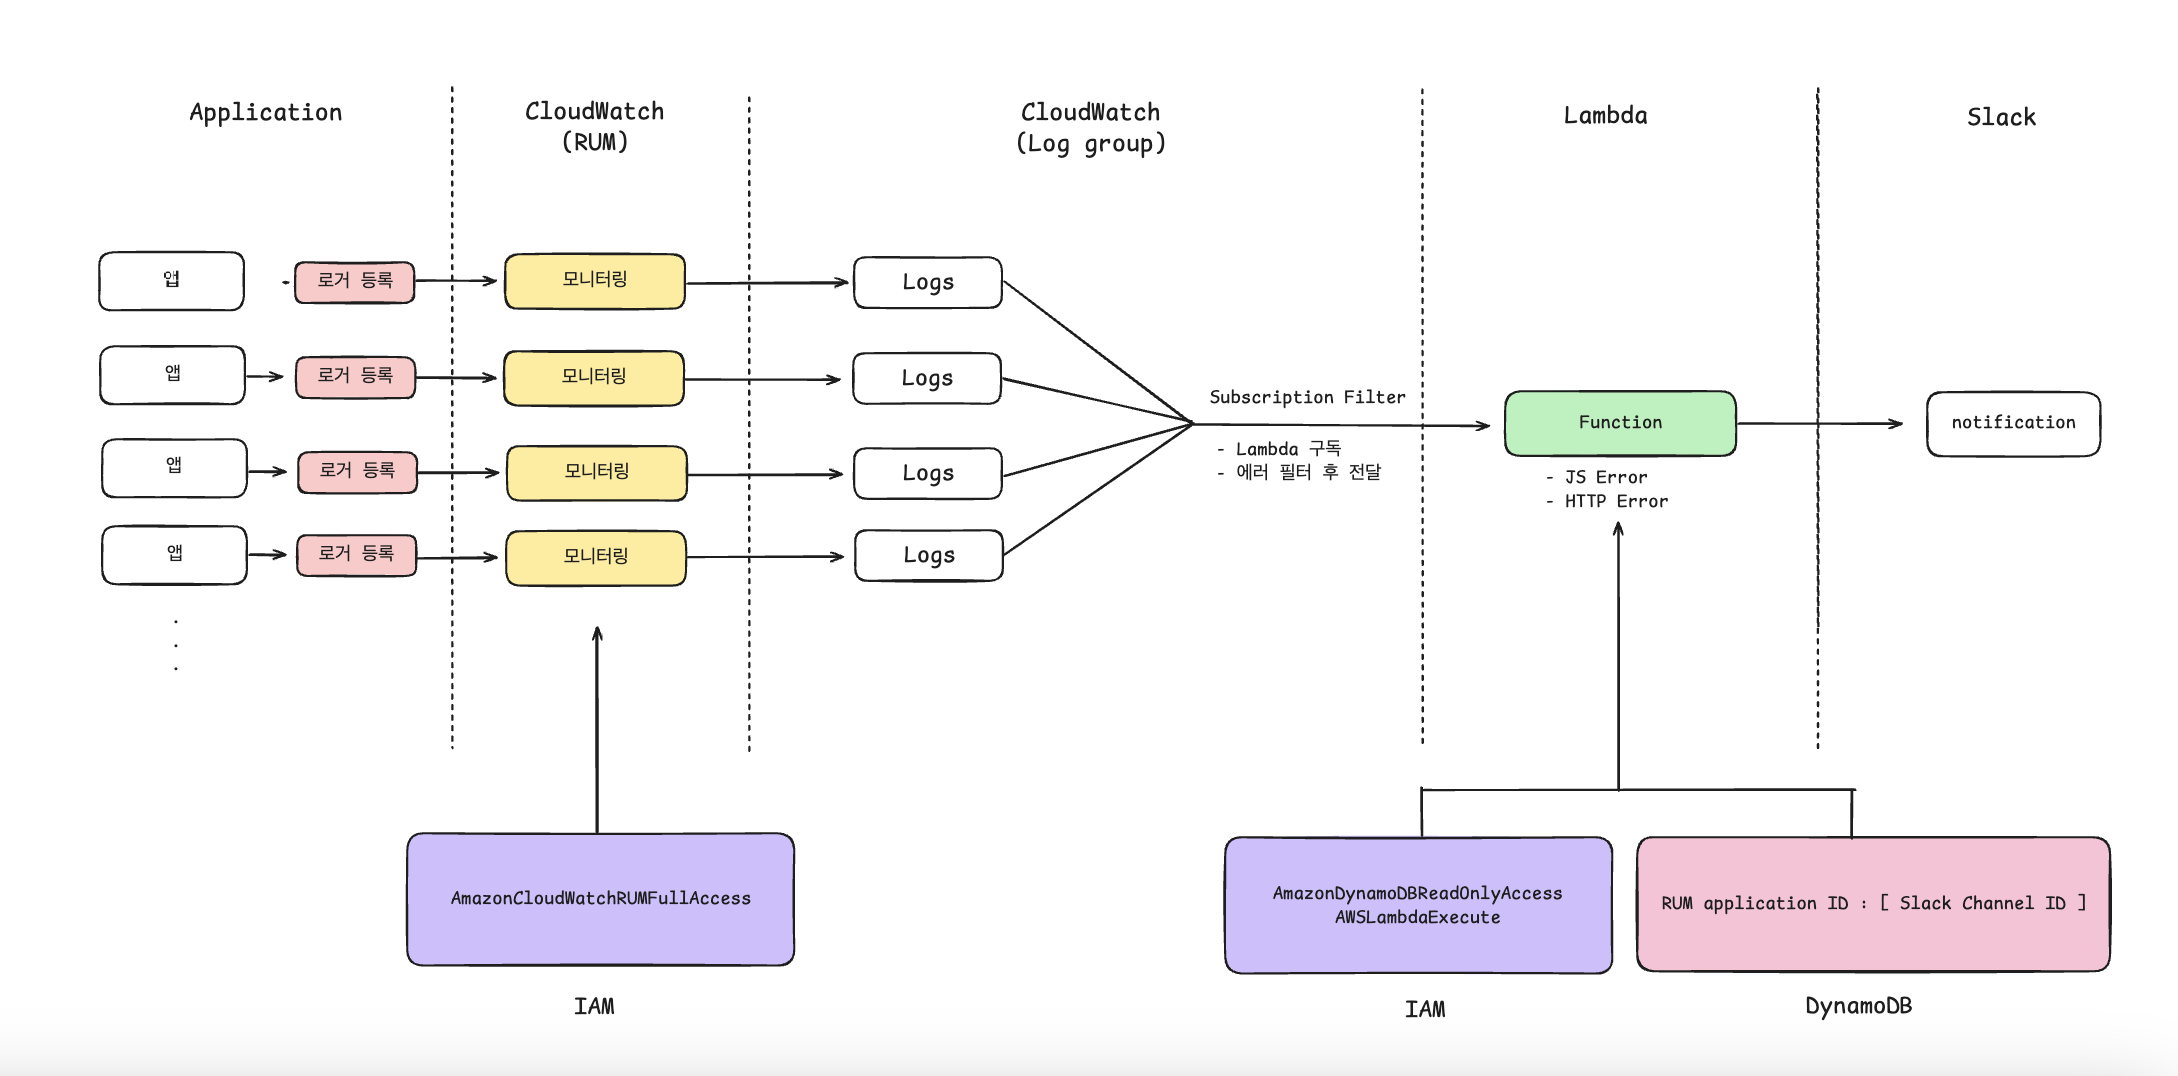 Application
CloudWatch
(RUM)
CloudWatch
(Log group)
Lambda
Slack
앱
로거 등록
모니터링
Logs
앱
로거 등록
모니터링
Logs
앱
로거 등록
모니터링
Logs
앱
로거 등록
모니터링
Logs
.
.
.
Subscription Filter
- Lambda 구독
- 에러 필터 후 전달
Function
- JS Error
- HTTP Error
notification
AmazonCloudWatchRUMFullAccess
IAM
AmazonDynamoDBReadOnlyAccess
AWSLambdaExecute
IAM
RUM application ID : [ Slack Channel ID ]
DynamoDB